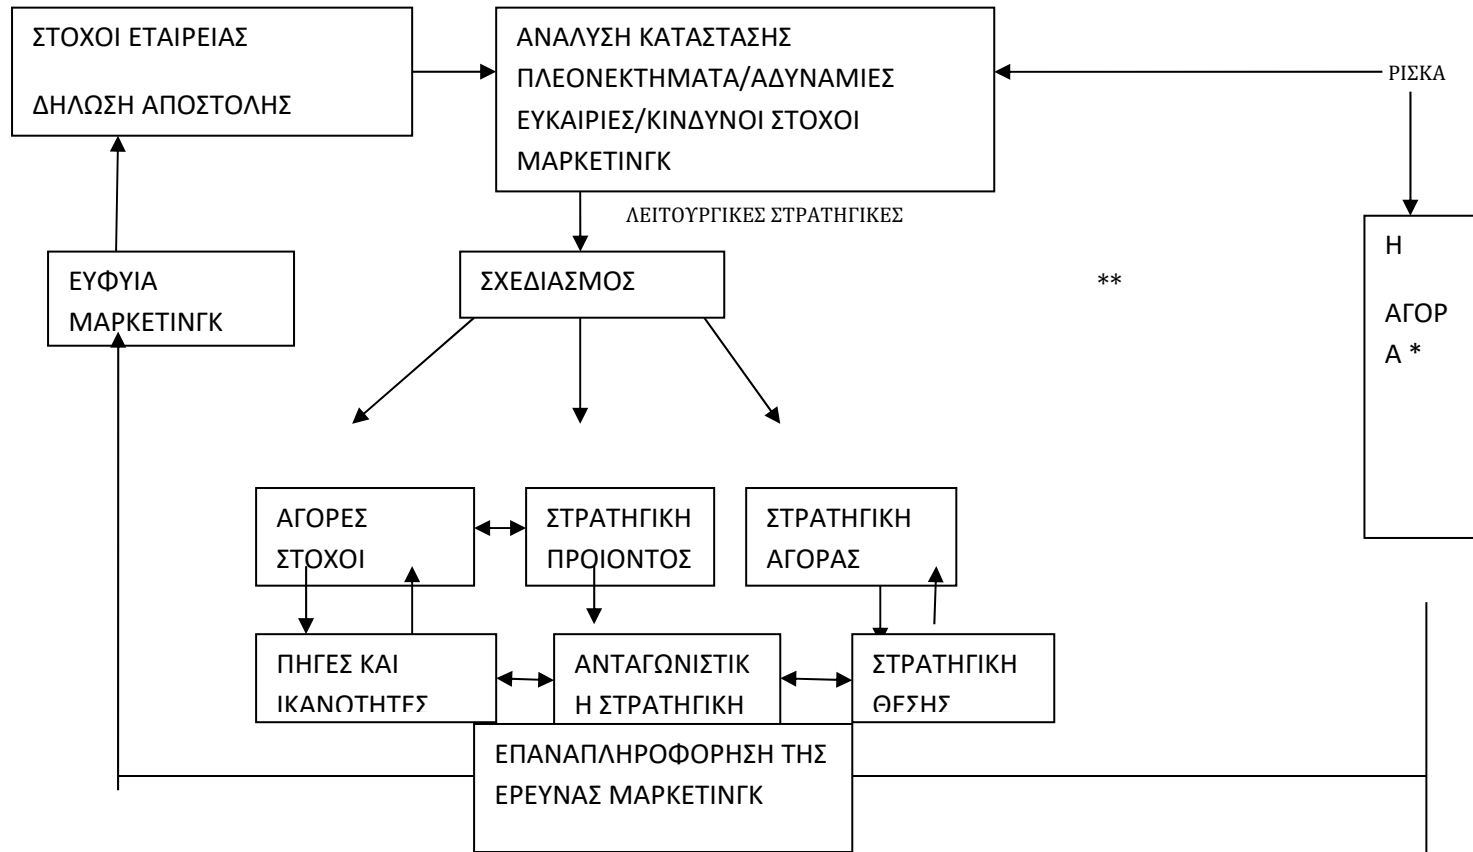 ΣΤΟΧΟΙ ΕΤΑΙΡΕΙΑΣ
ΔΗΛΩΣΗ ΑΠΟΣΤΟΛΗΣ
ΑΝΑΛΥΣΗ ΚΑΤΑΣΤΑΣΗΣ
ΠΛΕΟΝΕΚΤΗΜΑΤΑ/ΑΔΥΝΑΜΙΕΣ
ΕΥΚΑΙΡΙΕΣ/ΚΙΝΔΥΝΟΙ ΣΤΟΧΟΙ
ΜΑΡΚΕΤΙΝΓΚ
ΡΙΣΚΑ
ΛΕΙΤΟΥΡΓΙΚΕΣ ΣΤΡΑΤΗΓΙΚΕΣ
ΕΥΦΥΙΑ
ΜΑΡΚΕΤΙΝΓΚ
ΣΧΕΔΙΑΣΜΟΣ
**
Η
ΑΓΟΡ
Α *
ΑΓΟΡΕΣ
ΣΤΟΧΟΙ
ΣΤΡΑΤΗΓΙΚΗ
ΠΡΟΙΟΝΤΟΣ
ΣΤΡΑΤΗΓΙΚΗ
ΑΓΟΡΑΣ
ΠΗΓΕΣ ΚΑΙ
ΙΚΑΝΟΤΗΤΕΣ
ΑΝΤΑΓΩΝΙΣΤΙΚ
Η ΣΤΡΑΤΗΓΙΚΗ
ΣΤΡΑΤΗΓΙΚΗ
ΘΕΣΗΣ
ΕΠΑΝΑΠΛΗΡΟΦΟΡΗΣΗ ΤΗΣ
ΕΡΕΥΝΑΣ ΜΑΡΚΕΤΙΝΓΚ